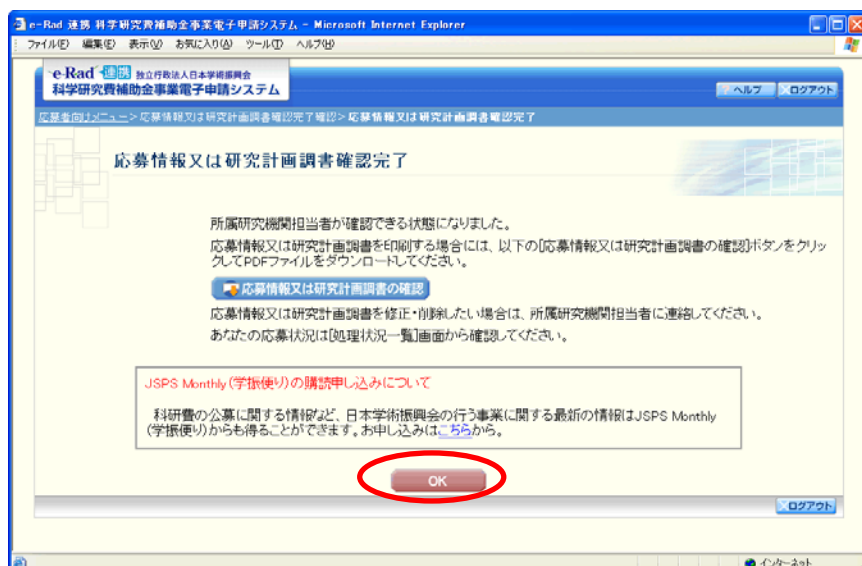 e-Rad 連携 科学研究費補助金事業電子申請システム - Microsoft Internet Explorer
ファイル(F) 編集(E) 表示(V) お気に入り(A) ツール(T) ヘルプ(H)
e-Rad 連携 独立行政法人日本学術振興会
科学研究費補助金事業電子申請システム
ヘルプ ログアウト
応募者向けメニュー>応募情報又は研究計画調書確認完了確認>応募情報又は研究計画調書確認完了
応募情報又は研究計画調書確認完了
所属研究機関担当者が確認できる状態になりました。
応募情報又は研究計画調書を印刷する場合には、以下の[応募情報又は研究計画調書の確認]ボタンをクリッ
クしてPDFファイルをダウンロードしてください。
応募情報又は研究計画調書の確認
応募情報又は研究計画調書を修正・削除したい場合は、所属研究機関担当者に連絡してください。
あなたの応募状況は[処理状況一覧]画面から確認してください。
JSPS Monthly(学振便り)の購読申し込みについて
科研費の公募に関する情報など、日本学術振興会の行う事業に関する最新の情報はJSPS Monthly
(学振便り)からも得ることができます。お申し込みはこちらから。
OK
ログアウト
インターネット